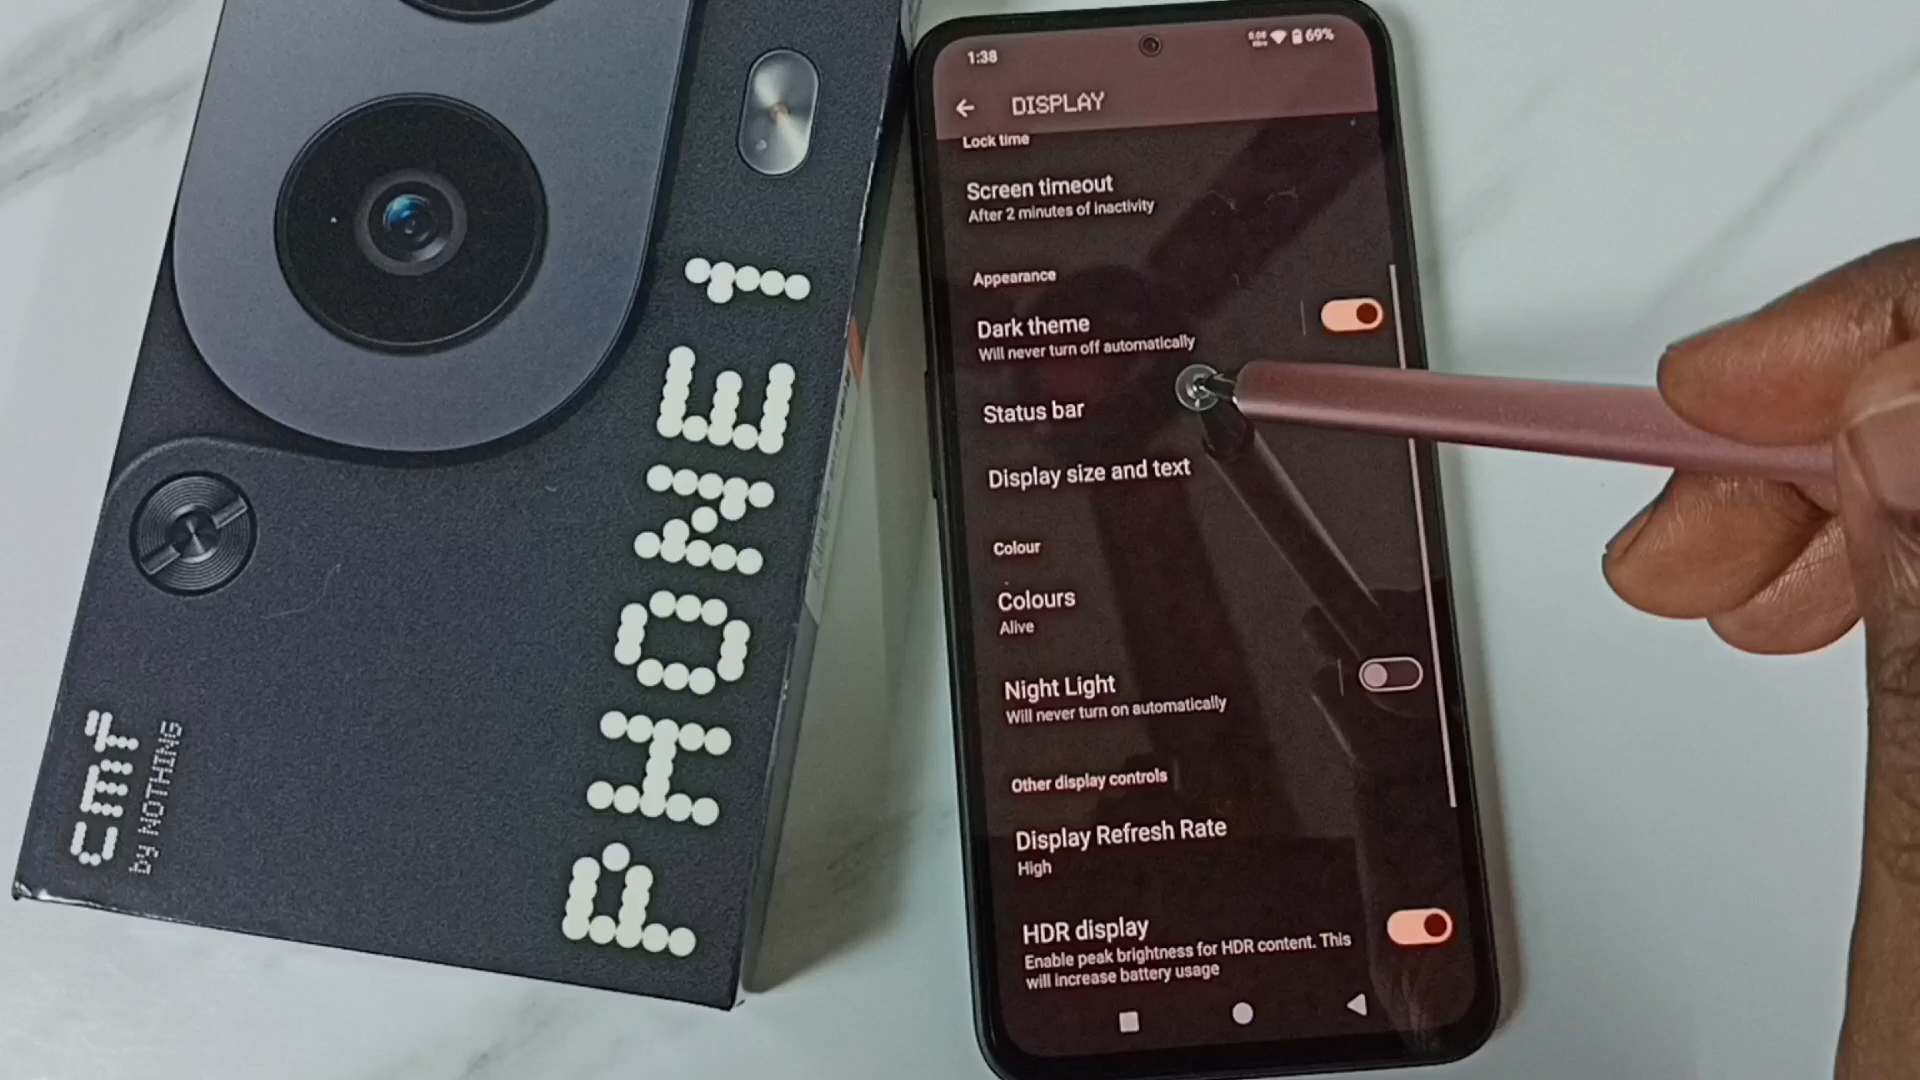 PHONE 1
cmf
by NOTHING
1:38
69%
DISPLAY
Lock time
Screen timeout
After 2 minutes of inactivity
Appearance
Dark theme
Will never turn off automatically
Status bar
Display size and text
Colour
Colours
Alive
Night Light
Will never turn on automatically
Other display controls
Display Refresh Rate
High
HDR display
Enable peak brightness for HDR content. This
will increase battery usage